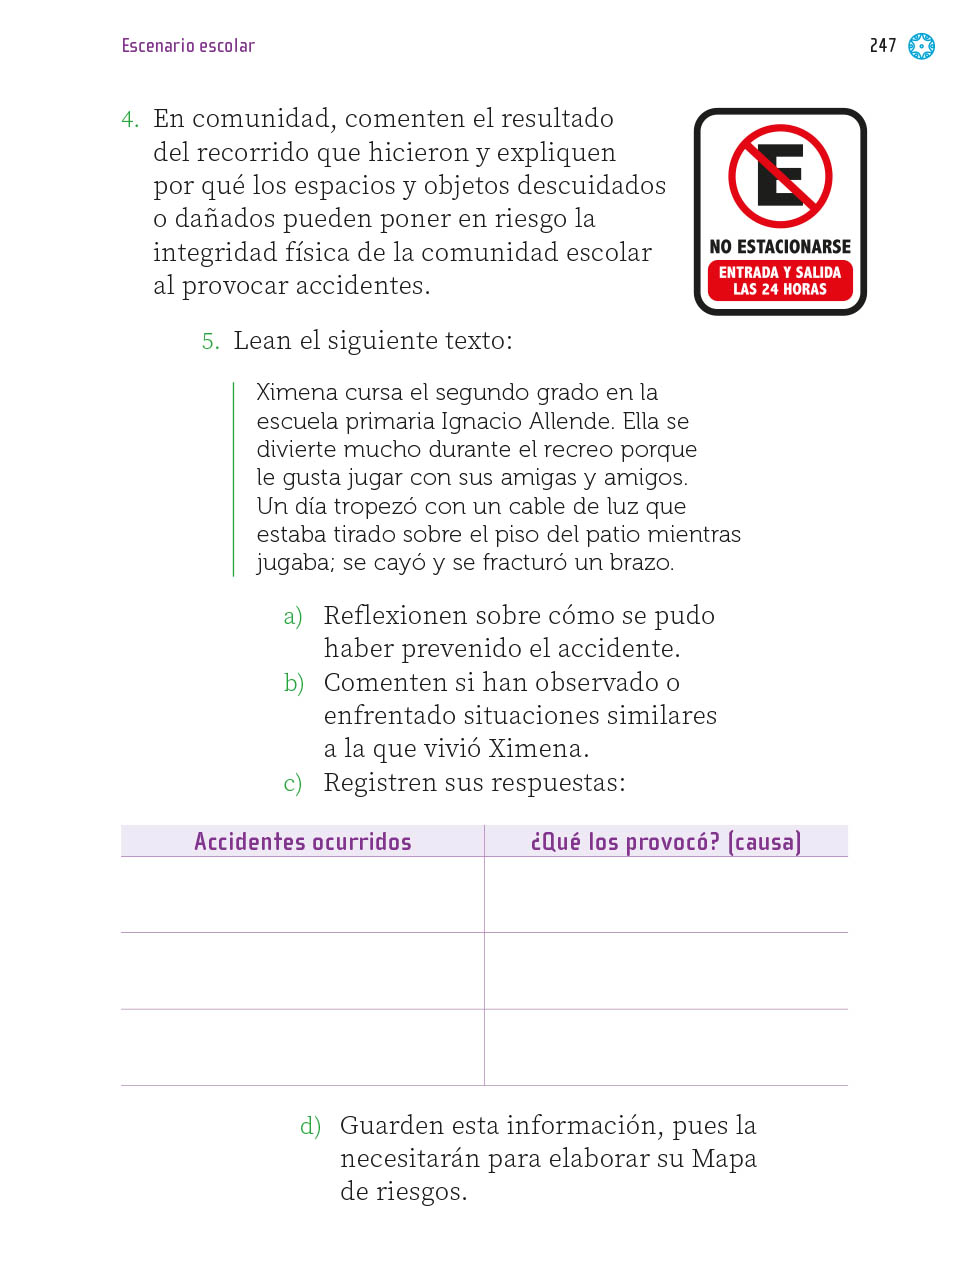 Escenario escolar
247
4. En comunidad, comenten el resultado
del recorrido que hicieron y expliquen
por qué los espacios y objetos descuidados
o dañados pueden poner en riesgo la
integridad física de la comunidad escolar
al provocar accidentes.
E
NO ESTACIONARSE
ENTRADA Y SALIDA
LAS 24 HORAS
5. Lean el siguiente texto:
Ximena cursa el segundo grado en la
escuela primaria Ignacio Allende. Ella se
divierte mucho durante el recreo porque
le gusta jugar con sus amigas y amigos.
Un día tropezó con un cable de luz que
estaba tirado sobre el piso del patio mientras
jugaba; se cayó y se fracturó un brazo.
a) Reflexionen sobre cómo se pudo
haber prevenido el accidente.
b) Comenten si han observado o
enfrentado situaciones similares
a la que vivió Ximena.
c) Registren sus respuestas:
Accidentes ocurridos
¿Qué los provocó? (causa)
d) Guarden esta información, pues la
necesitarán para elaborar su Mapa
de riesgos.